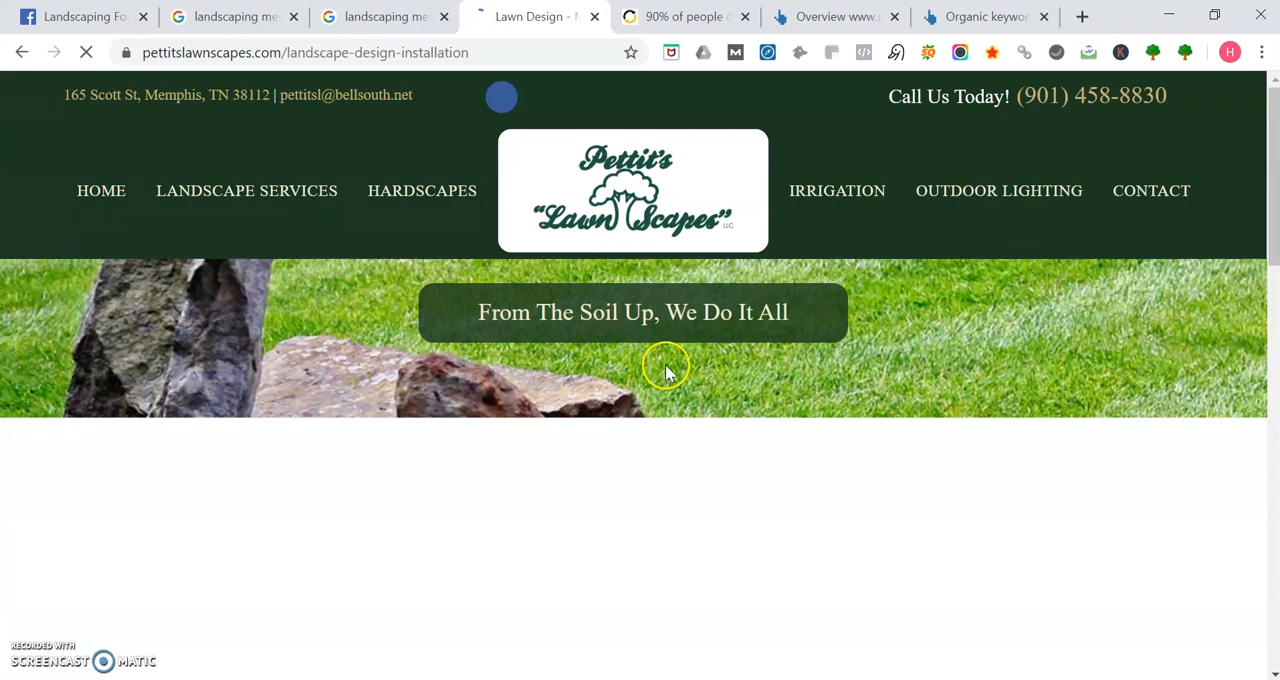 Landscaping Fo
landscaping me
landscaping me
Lawn Design - M
90% of people d
Overview www.p
Organic keywor
pettitslawnscapes.com/landscape-design-installation
165 Scott St, Memphis, TN 38112 | pettitsl@bellsouth.net
Call Us Today! (901) 458-8830
HOME
LANDSCAPE SERVICES
HARDSCAPES
Pettit's
"Lawn Scapes"
LLC
IRRIGATION
OUTDOOR LIGHTING
CONTACT
From The Soil Up, We Do It All
RECORDED WITH
SCREENCAST MATIC